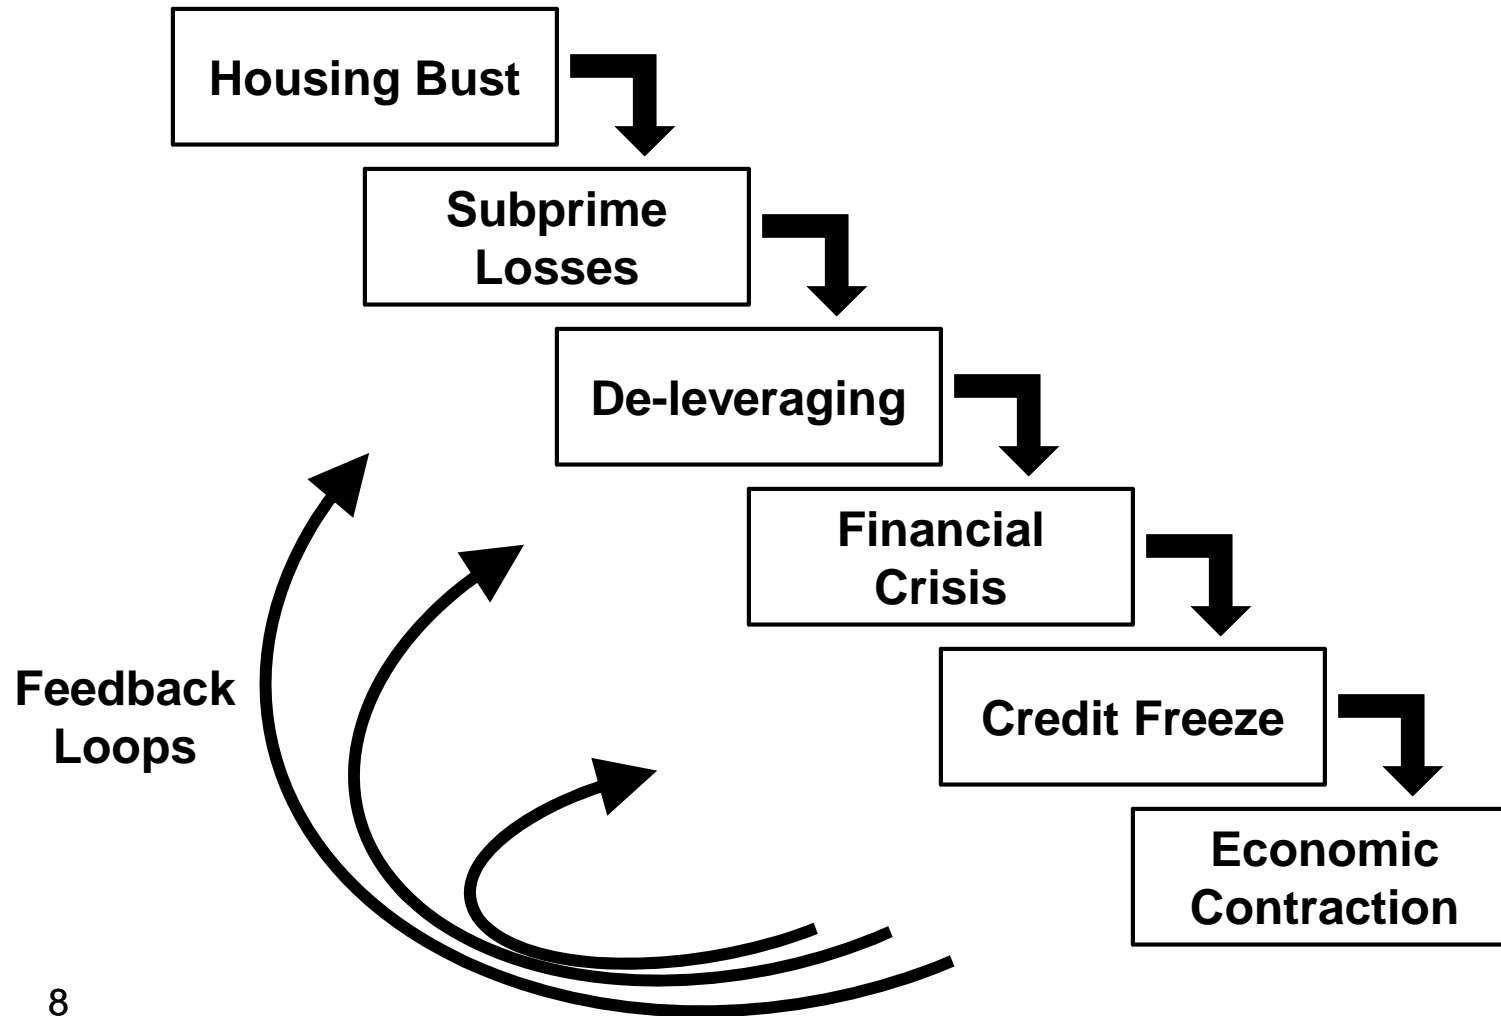 Housing Bust
Subprime
Losses
De-leveraging
Financial
Crisis
Credit Freeze
Economic
Contraction
Feedback
Loops
8